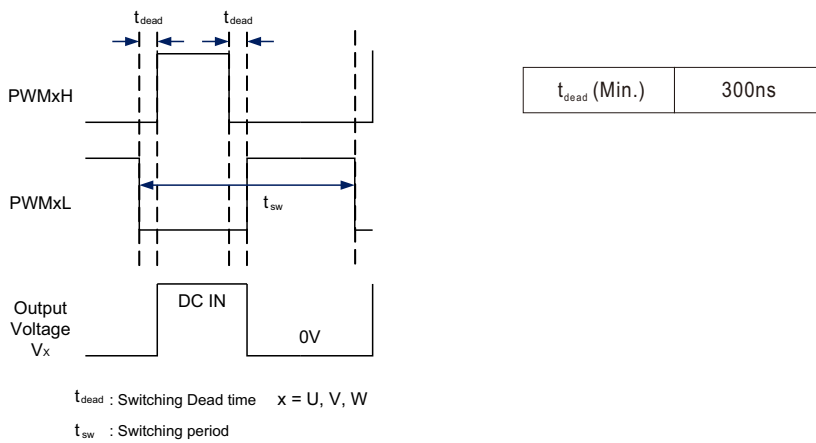 tdead
tdead
PWMxH
tdead (Min.)
300ns
PWMxL
tsw
Output
Voltage
Vx
DC IN
0V
tdead : Switching Dead time x = U, V, W
tsw : Switching period